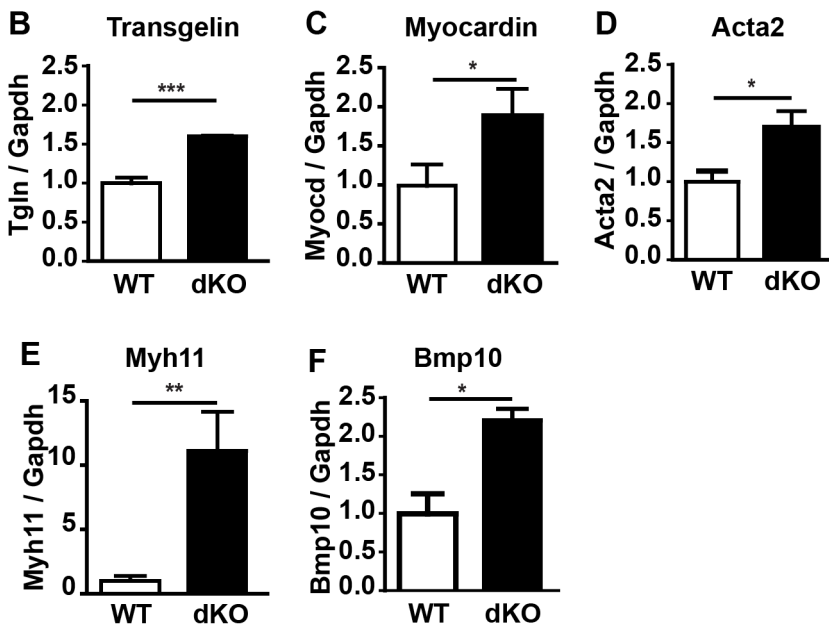 B Transgelin
***
Tgln / Gapdh
2.5
2.0
1.5
1.0
0.5
0.0
WT dKO
C Myocardin
*
Myocd / Gapdh
2.5
2.0
1.5
1.0
0.5
0.0
WT dKO
D Acta2
*
Acta2 / Gapdh
2.5
2.0
1.5
1.0
0.5
0.0
WT dKO
E Myh11
**
Myh11 / Gapdh
15
10
5
0
WT dKO
F Bmp10
*
Bmp10 / Gapdh
2.5
2.0
1.5
1.0
0.5
0.0
WT dKO